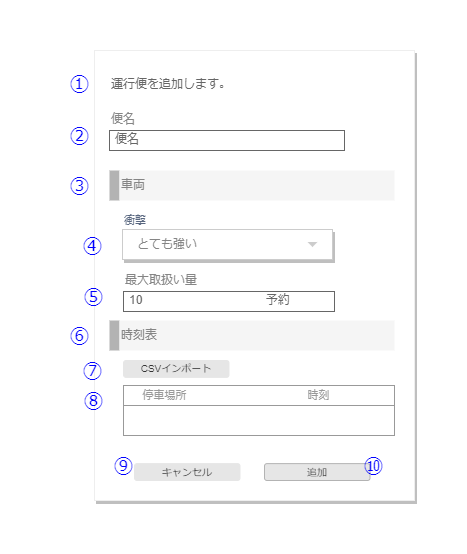 ① 運行便を追加します。
便名
② 便名
③ 車両
衝撃
④ とても強い
最大取扱い量
⑤ 10 予約
⑥ 時刻表
⑦ CSVインポート
⑧ 停車場所 時刻
⑨ キャンセル 追加 ⑩